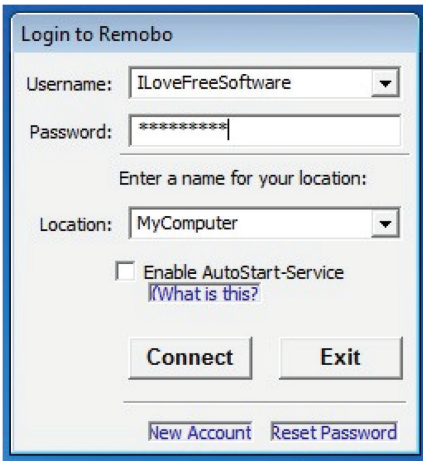 Login to Remobo
Username: ILoveFreeSoftware
Password: *********
Enter a name for your location:
Location: MyComputer
Enable AutoStart-Service
(What is this?
Connect Exit
New Account Reset Password